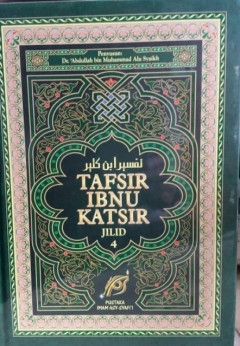 Penyusun:
Dr. 'Abdullah bin Muhammad Alu Syaikh
تفسير ابن كثير
TAFSIR
IBNU
KATSIR
JILID
4
PUSTAKA
IMAM ASY-SYAFI'I